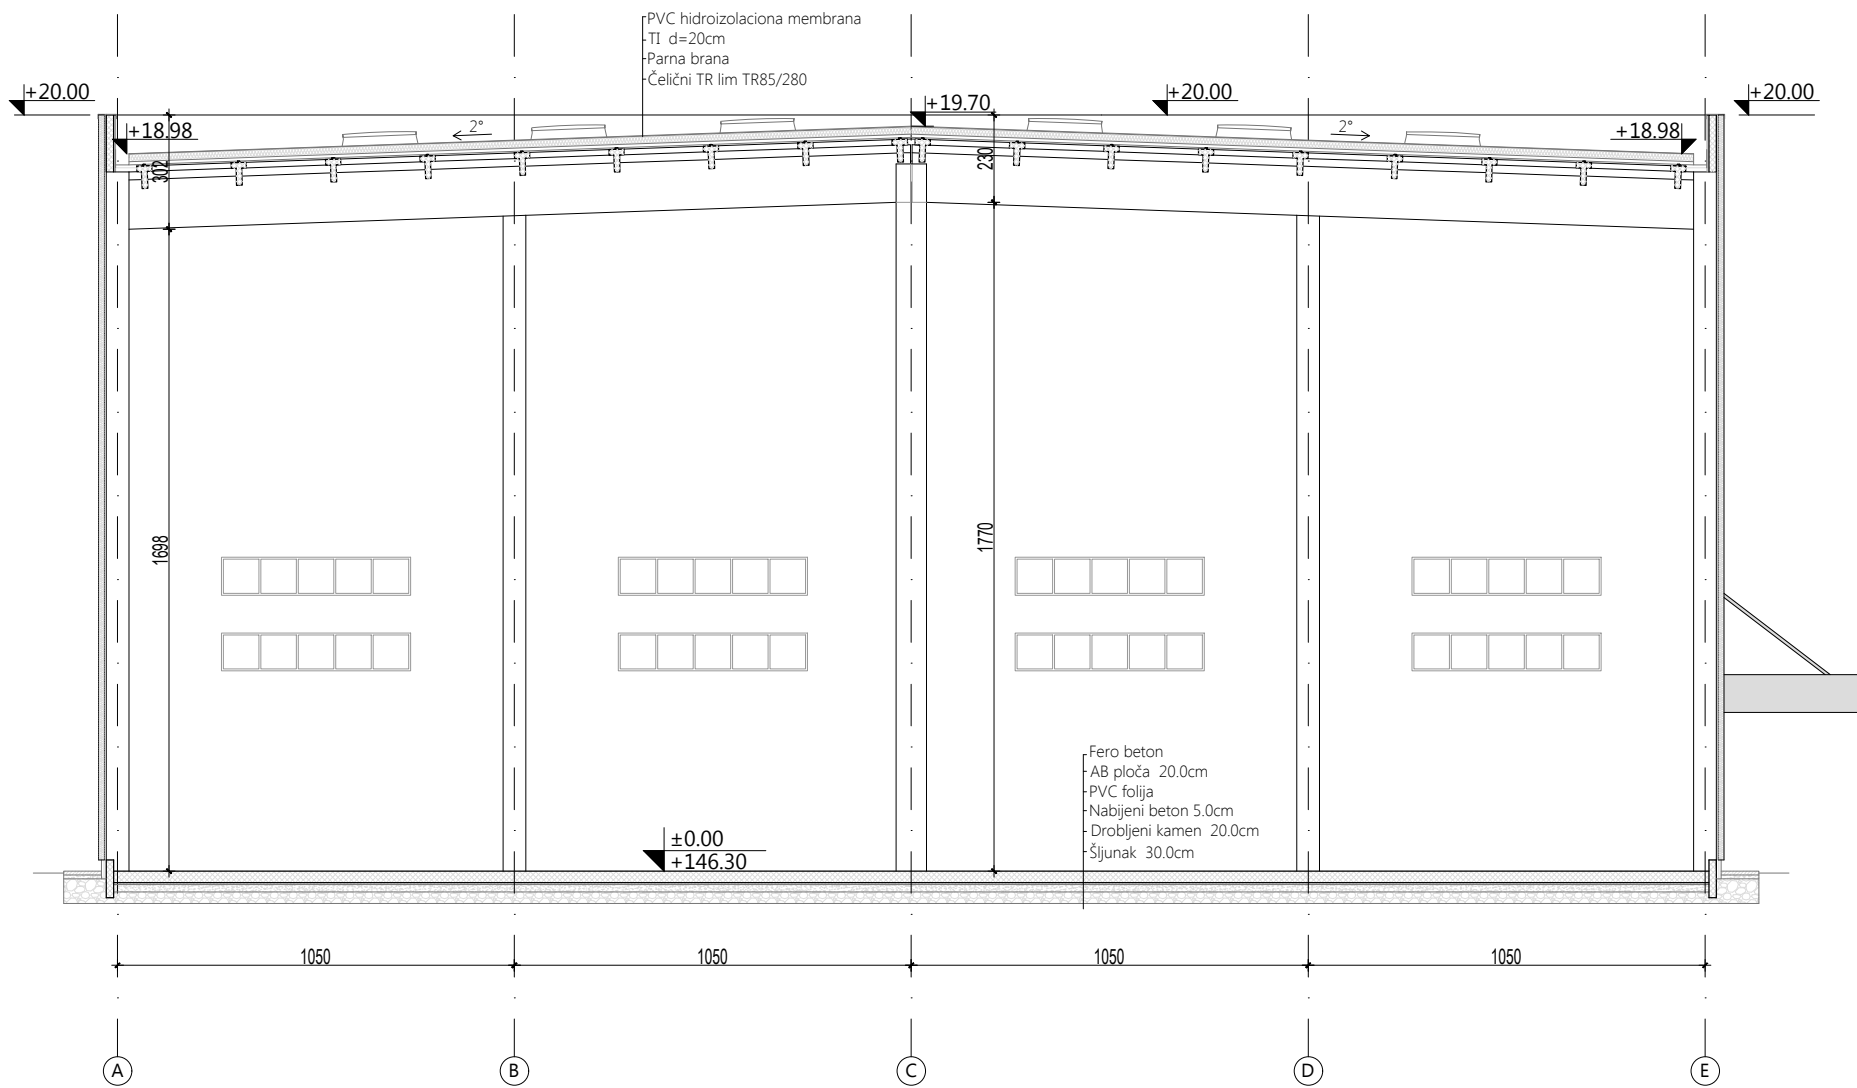 PVC hidroizolaciona membrana
TI d=20cm
Parna brana
Čelični TR lim TR85/280
+20.00
+19.70
+20.00
+20.00
+18.98
2°
2°
+18.98
302
230
1698
1770
Fero beton
AB ploča 20.0cm
PVC folija
Nabijeni beton 5.0cm
Drobljeni kamen 20.0cm
Šljunak 30.0cm
±0.00
+146.30
1050
1050
1050
1050
A
B
C
D
E